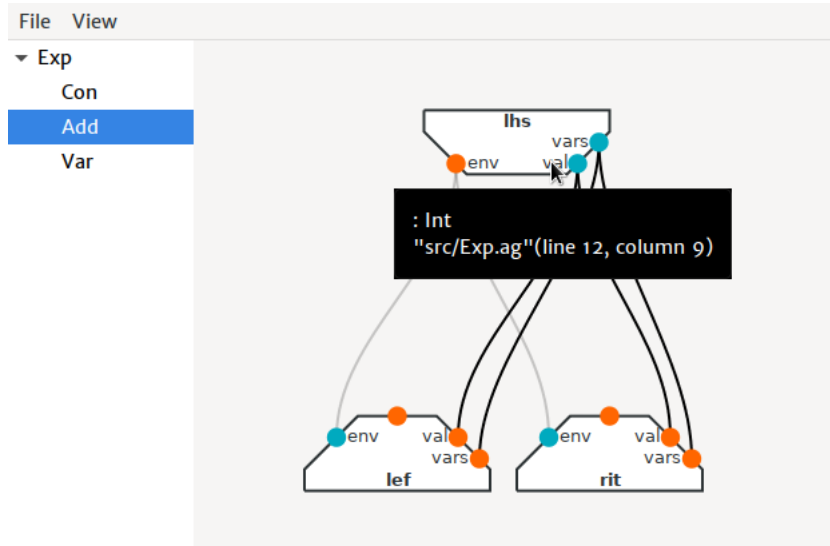 File View
Exp
Con
Add
Var
lhs
vars
env val
: Int
"src/Exp.ag"(line 12, column 9)
env val env val
vars vars
lef rit